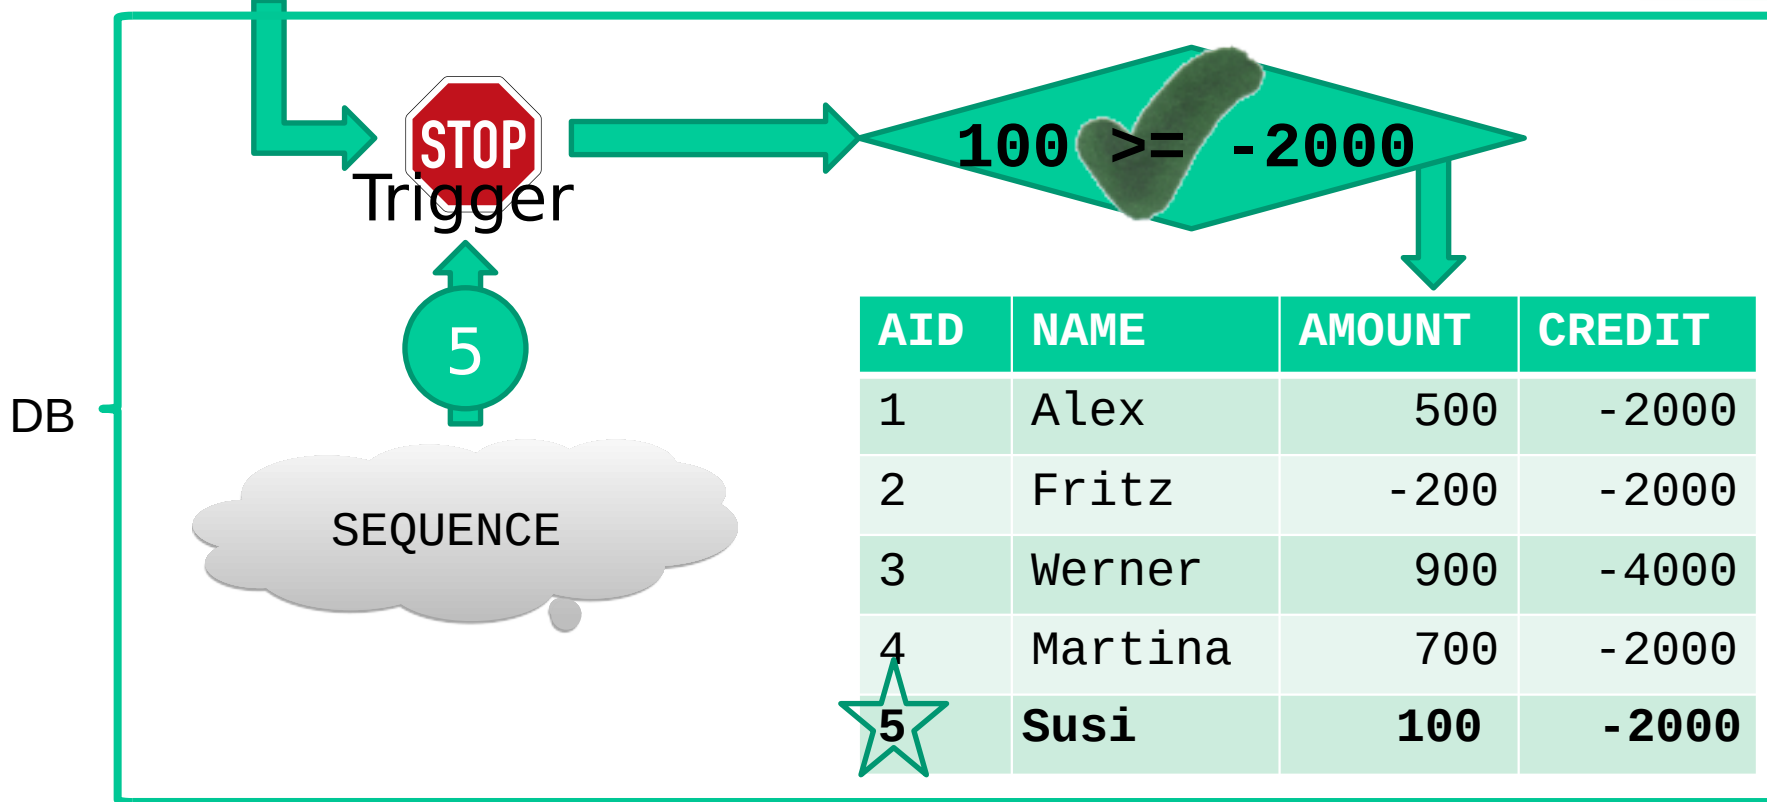 STOP
Trigger
100 >= -2000
5
DB
SEQUENCE
AID NAME AMOUNT CREDIT
1 Alex 500 -2000
2 Fritz -200 -2000
3 Werner 900 -4000
4 Martina 700 -2000
5 Susi 100 -2000